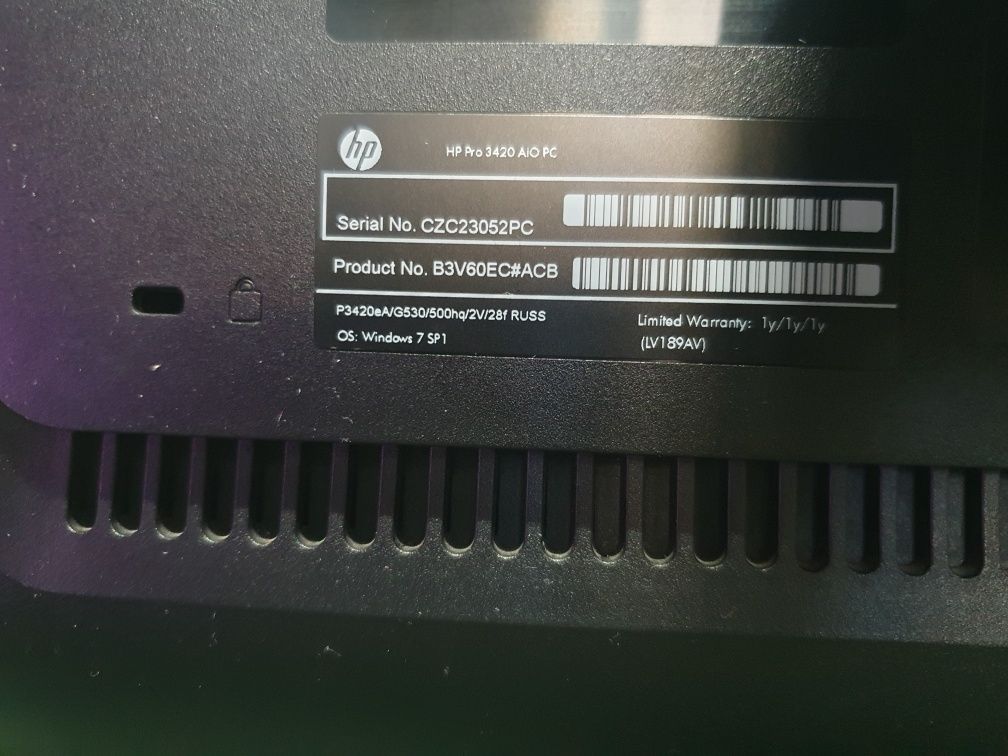 hp
HP Pro 3420 AiO PC
Serial No. CZC23052PC
Product No. B3V60EC#ACB
P3420eA/G530/500hq/2V/28f RUSS
Limited Warranty: 1y/1y/1y
OS: Windows 7 SP1
(LV189AV)